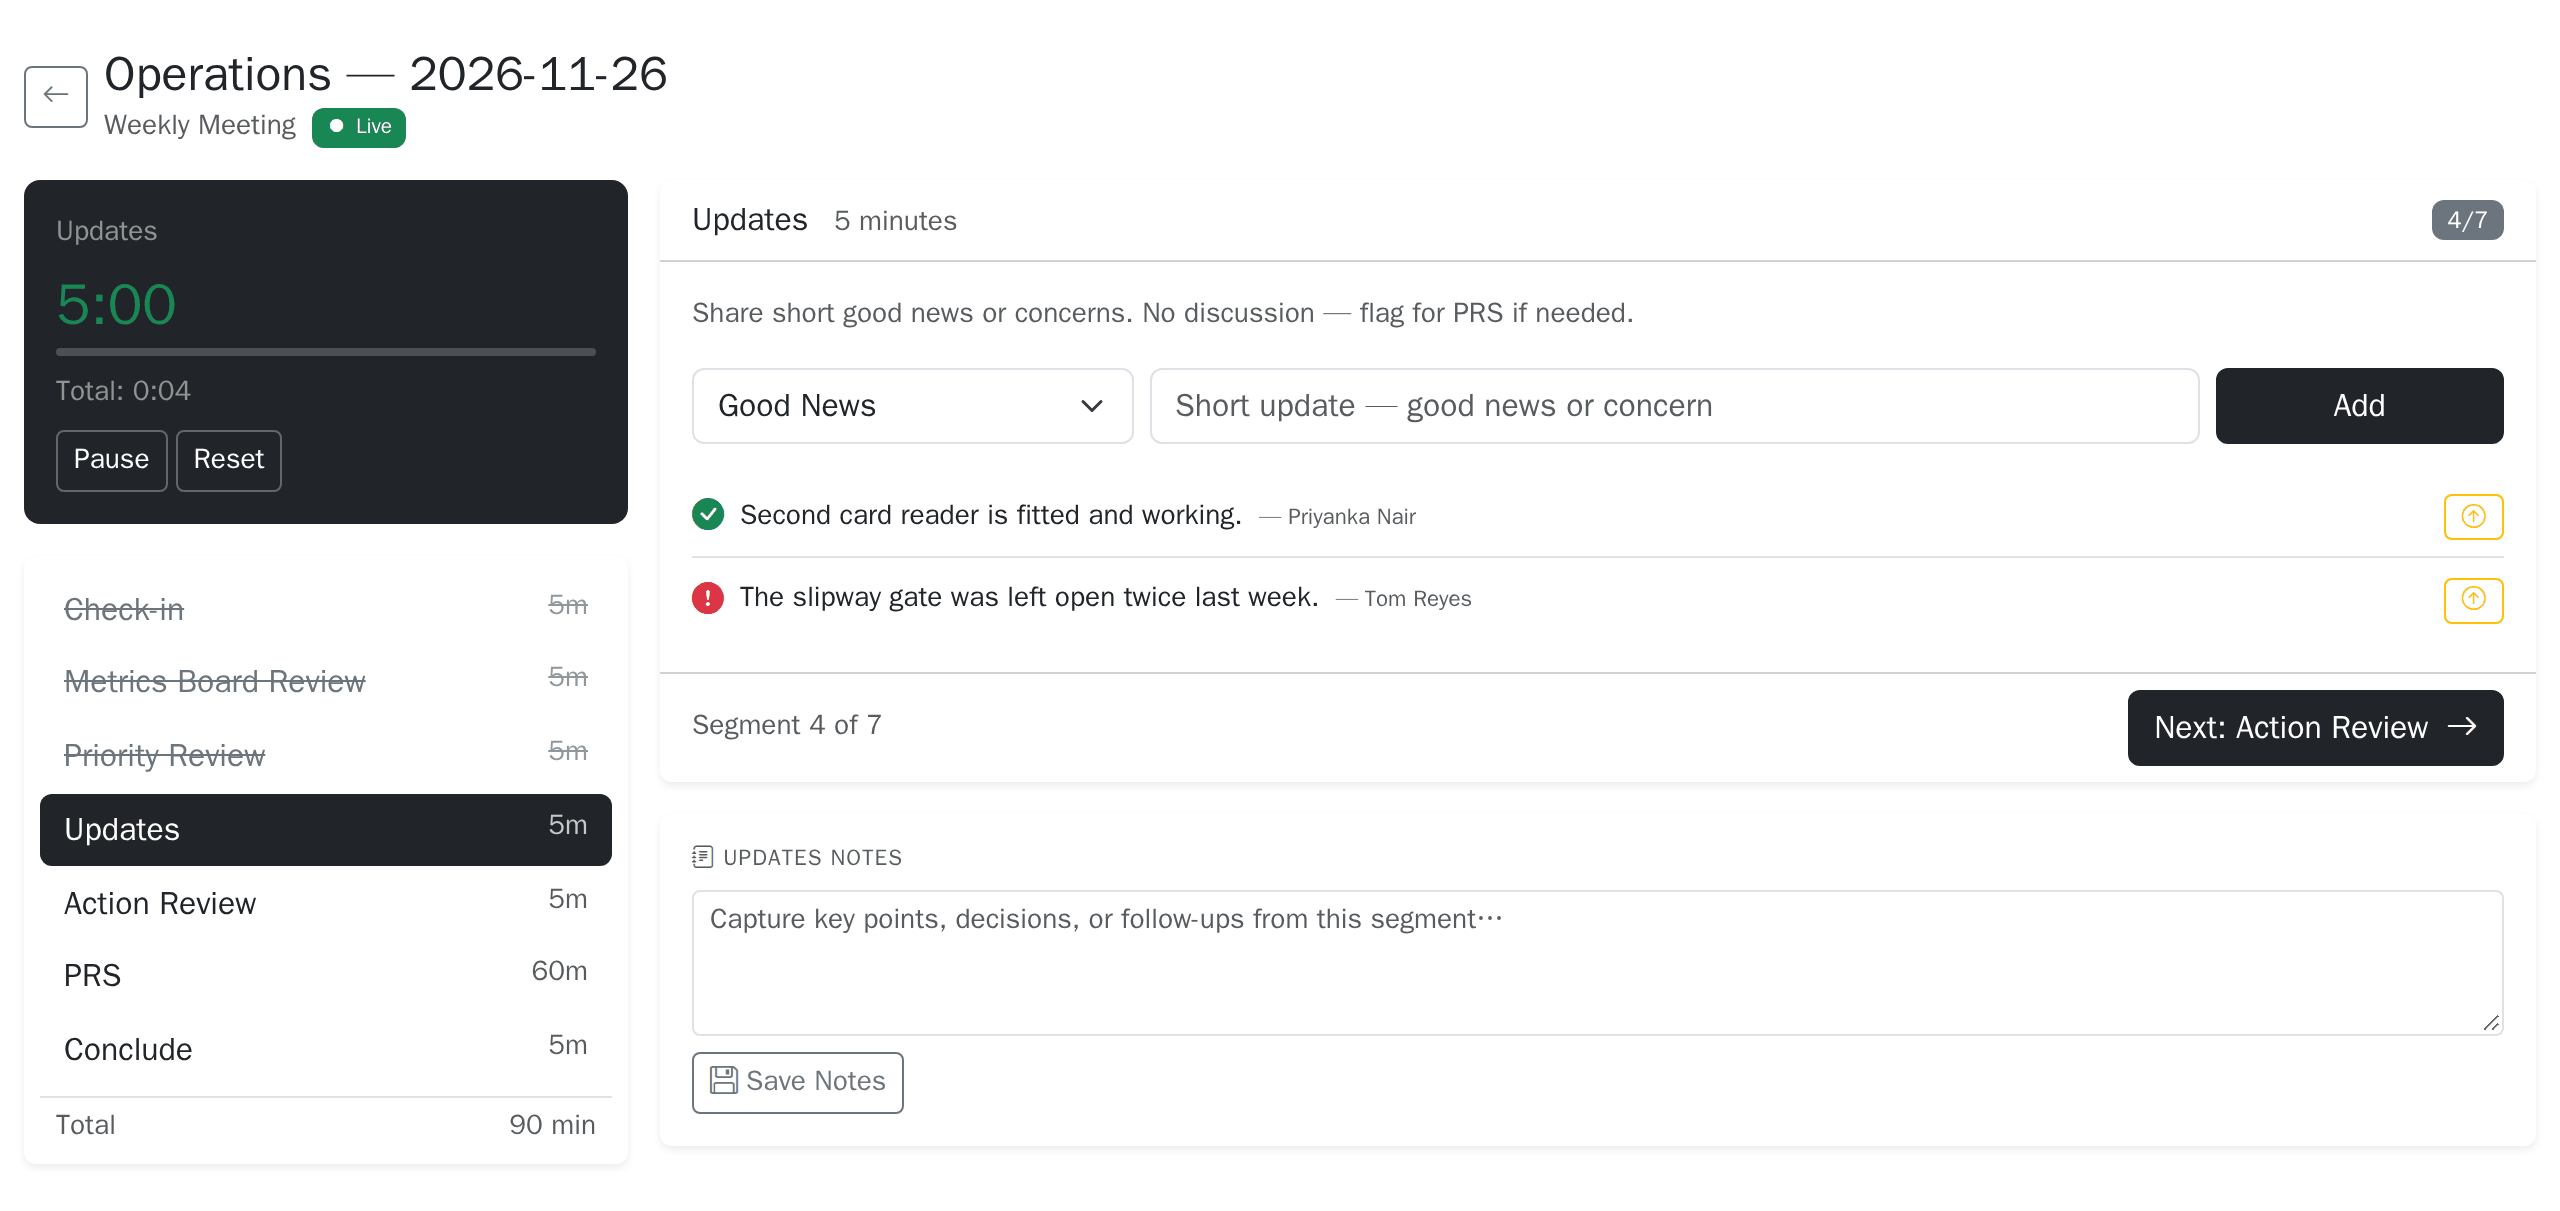 Operations — 2026-11-26
Weekly Meeting Live
Updates
5:00
Total: 0:04
Pause Reset
Check-in 5m
Metrics Board Review 5m
Priority Review 5m
Updates 5m
Action Review 5m
PRS 60m
Conclude 5m
Total 90 min
Updates 5 minutes 4/7
Share short good news or concerns. No discussion — flag for PRS if needed.
Good News Short update — good news or concern Add
Second card reader is fitted and working. — Priyanka Nair
The slipway gate was left open twice last week. — Tom Reyes
Segment 4 of 7 Next: Action Review →
UPDATES NOTES
Capture key points, decisions, or follow-ups from this segment…
Save Notes